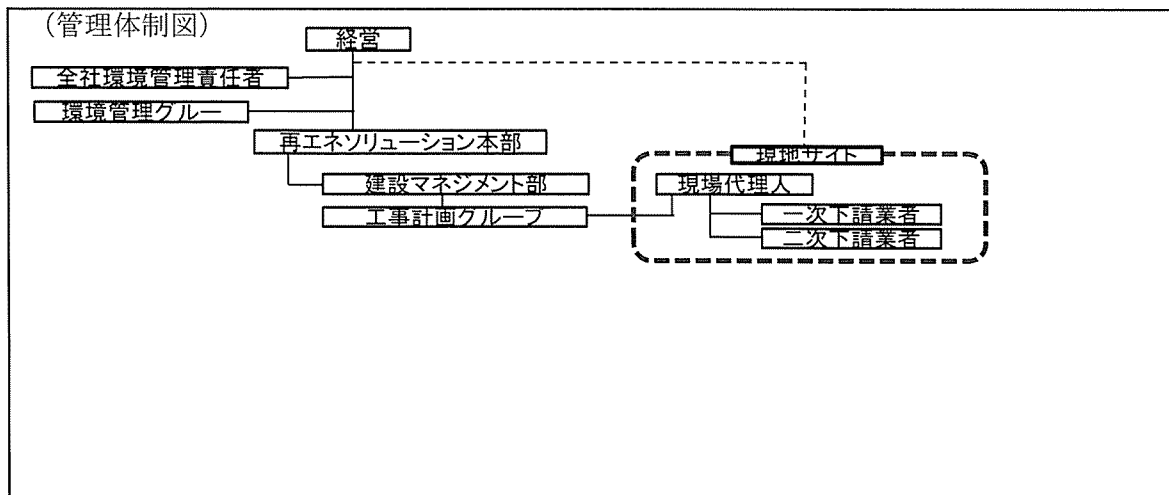 （管理体制図）
経営
全社環境管理責任者
環境管理グルー
再エネソリューション本部
現地サイト
建設マネジメント部
現場代理人
工事計画グループ
一次下請業者
二次下請業者